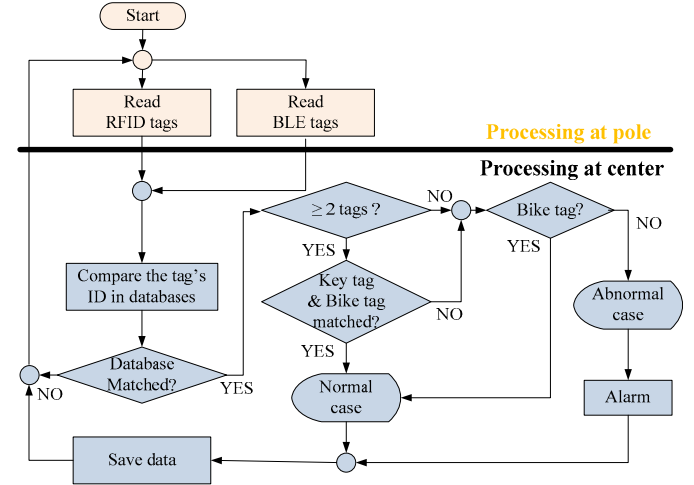 Start
Read
RFID tags
Read
BLE tags
Processing at pole
Processing at center
≥ 2 tags ?
NO
Bike tag?
NO
YES
YES
Compare the tag's
ID in databases
Key tag
& Bike tag
matched?
NO
Abnormal
case
YES
Database
Matched?
NO
YES
Normal
case
Alarm
Save data